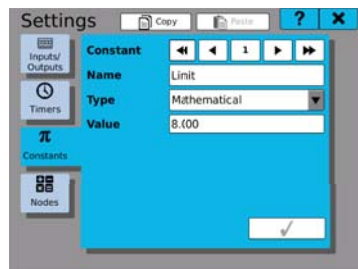 Settings Copy Paste ? ×
Inputs/
Outputs
Timers
π
Constants
Nodes
Constant 1
Name Limit
Type Mathematical
Value 8.000